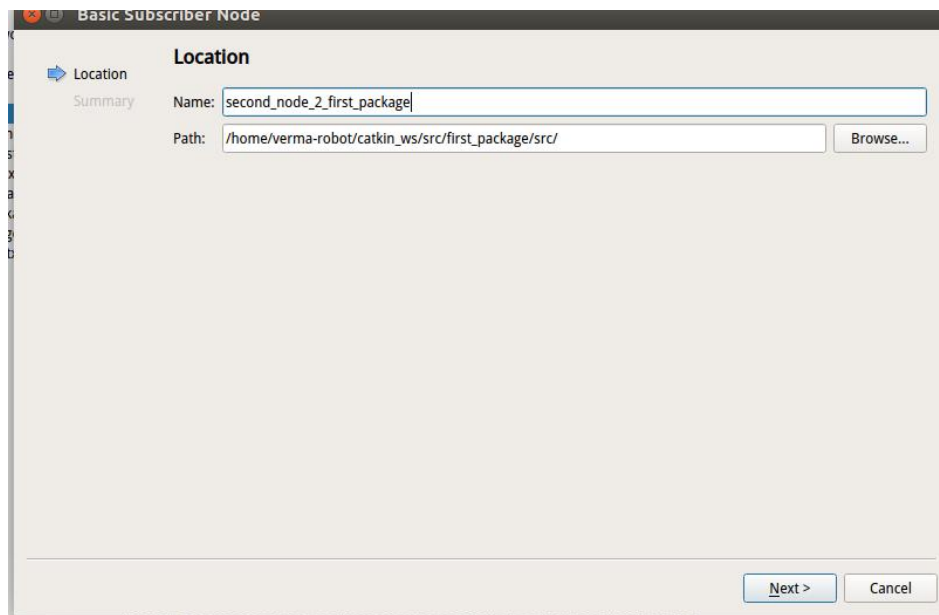 Basic Subscriber Node
Location
Location
Summary
Name: second_node_2_first_package
Path: /home/verma-robot/catkin_ws/src/first_package/src/ Browse...
Next > Cancel